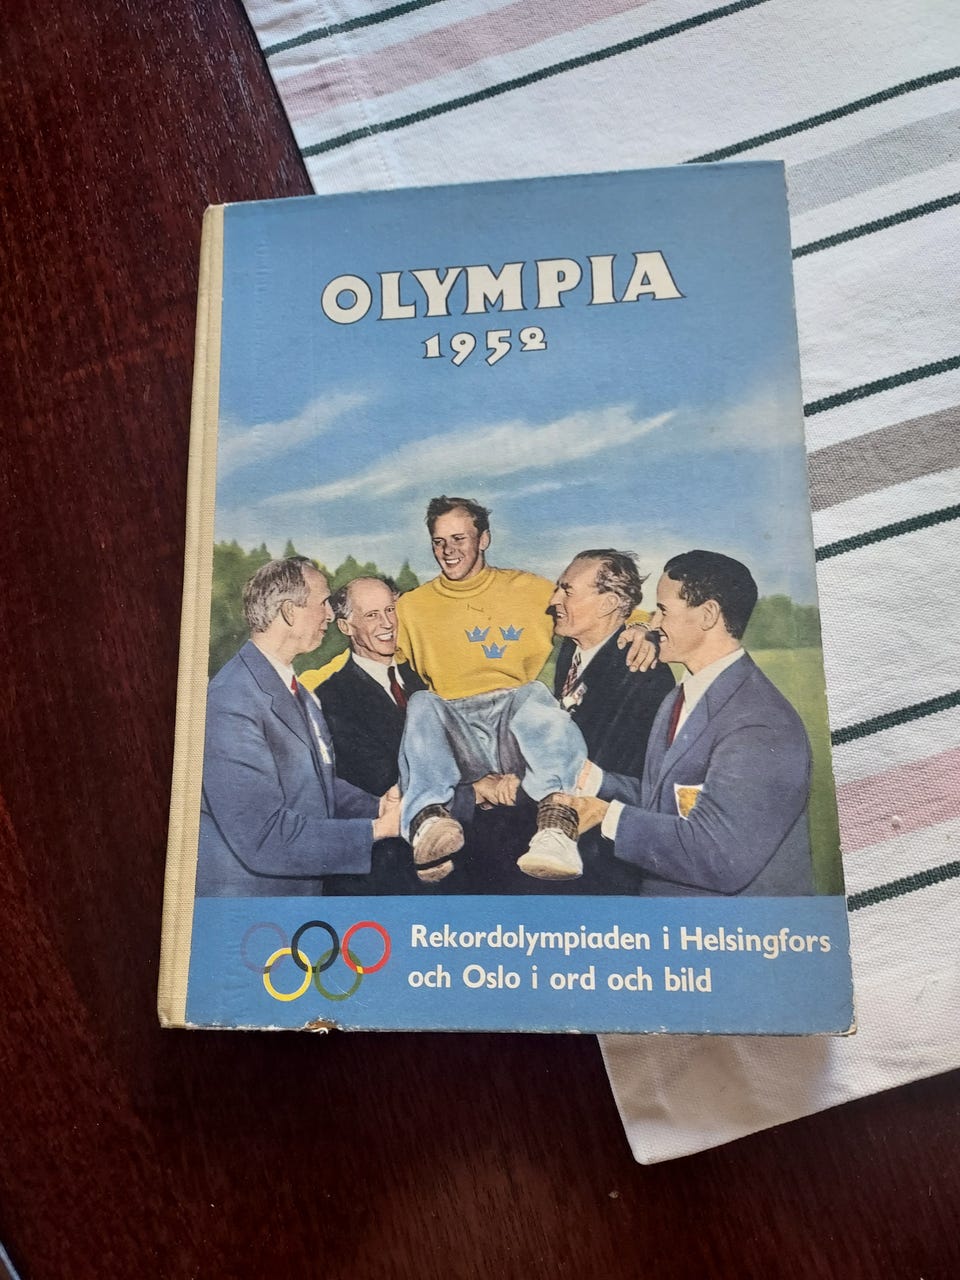 OLYMPIA
1952
Rekordolympiaden i Helsingfors
och Oslo i ord och bild